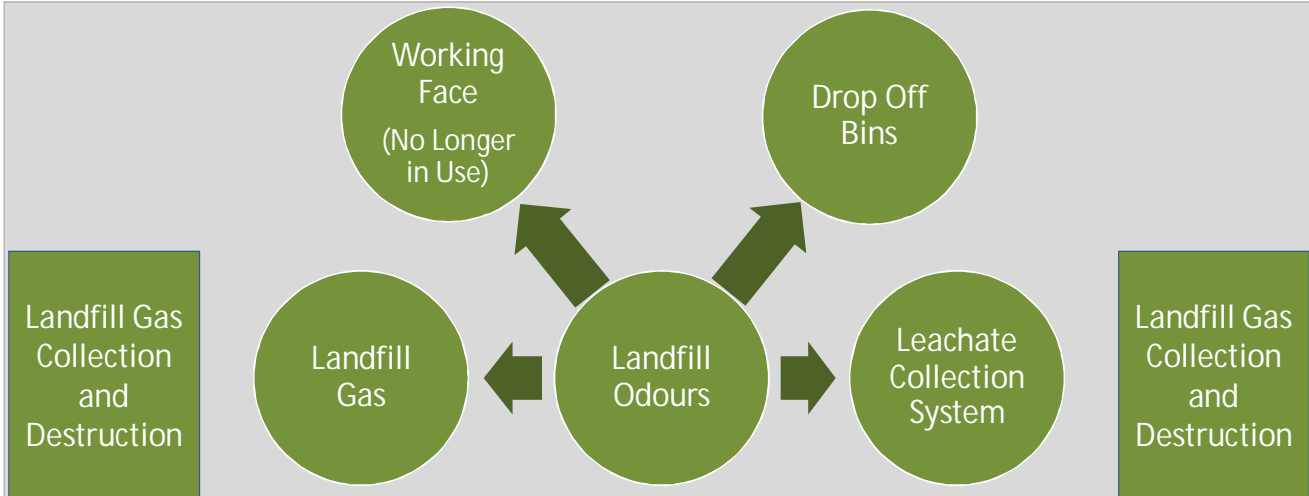 Working
Face
(No Longer
in Use)
Drop Off
Bins
Landfill Gas
Collection
and
Destruction
Landfill
Gas
Landfill
Odours
Leachate
Collection
System
Landfill Gas
Collection
and
Destruction